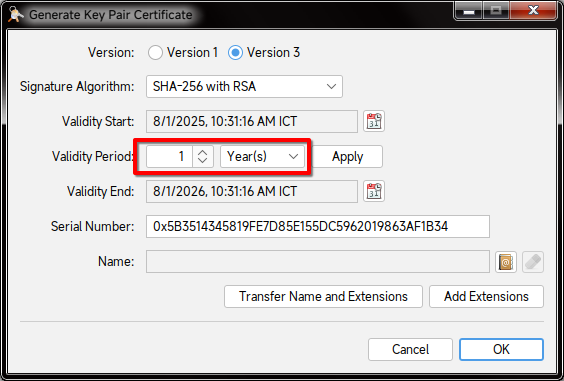 Generate Key Pair Certificate
Version: Version 1 Version 3
Signature Algorithm: SHA-256 with RSA
Validity Start: 8/1/2025, 10:31:16 AM ICT
Validity Period: 1 Year(s) Apply
Validity End: 8/1/2026, 10:31:16 AM ICT
Serial Number: 0x5B3514345819FE7D85E155DC5962019863AF1B34
Name:
Transfer Name and Extensions Add Extensions
Cancel OK